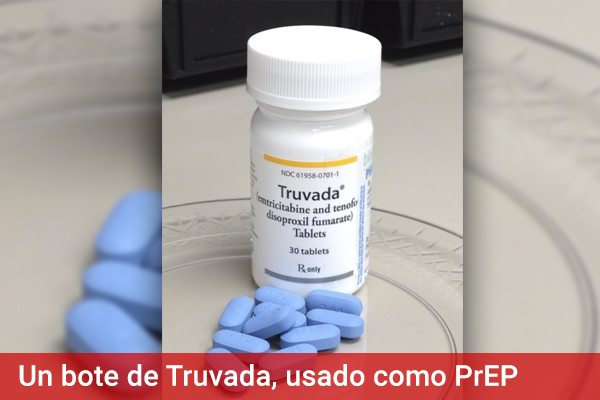 NDC 61958-0701-1
Truvada®
(emtricitabine and
disoproxil fumarate)
Tablets
30 tablets
Rx only
Un bote de Truvada, usado como PrEP